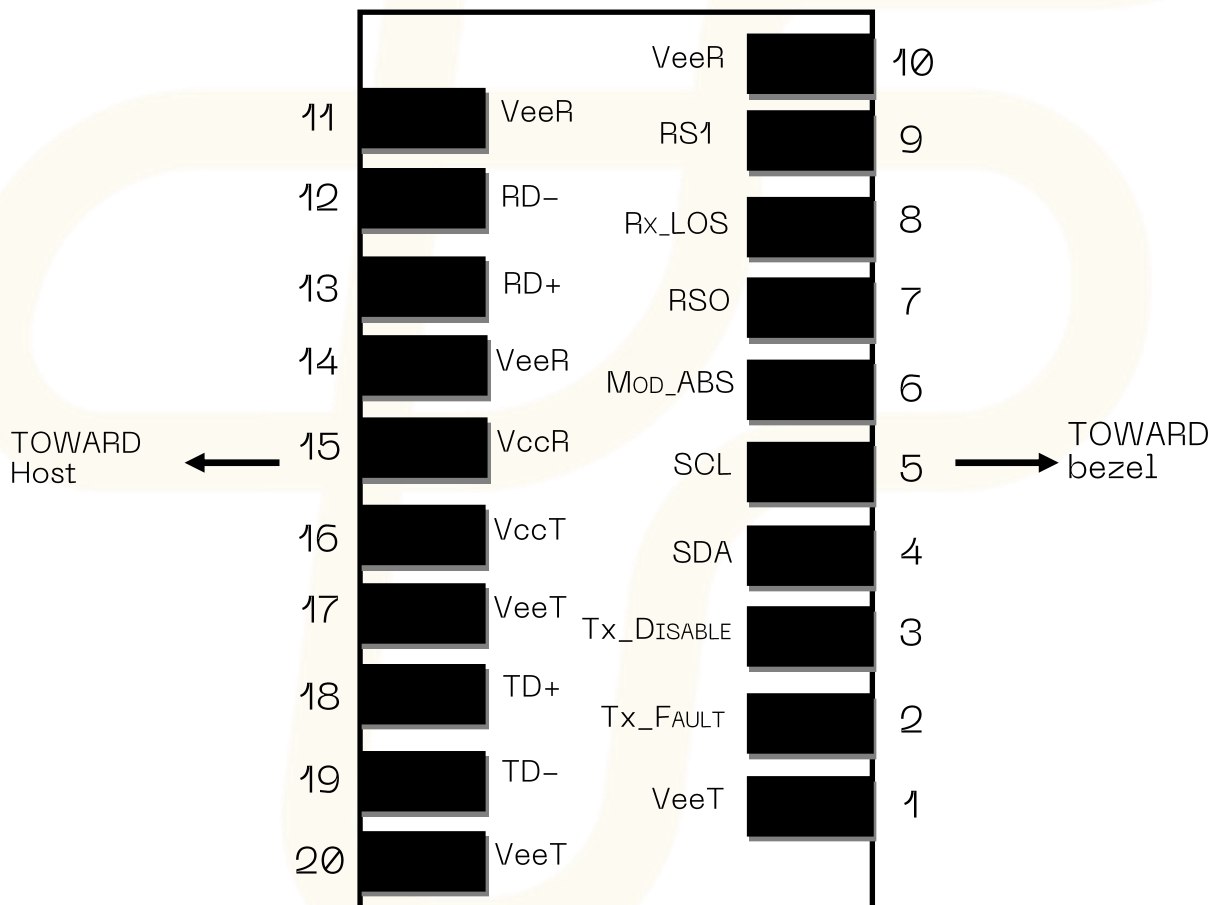 VeeR 10
11 VeeR
RS1 9
12 RD-
Rx_LOS 8
13 RD+
RSO 7
14 VeeR
Mod_ABS 6
15 VccR
TOWARD
Host
TOWARD
bezel
SCL 5
16 VccT
SDA 4
17 VeeT
Tx_Disable 3
18 TD+
Tx_Fault 2
19 TD-
VeeT 1
20 VeeT